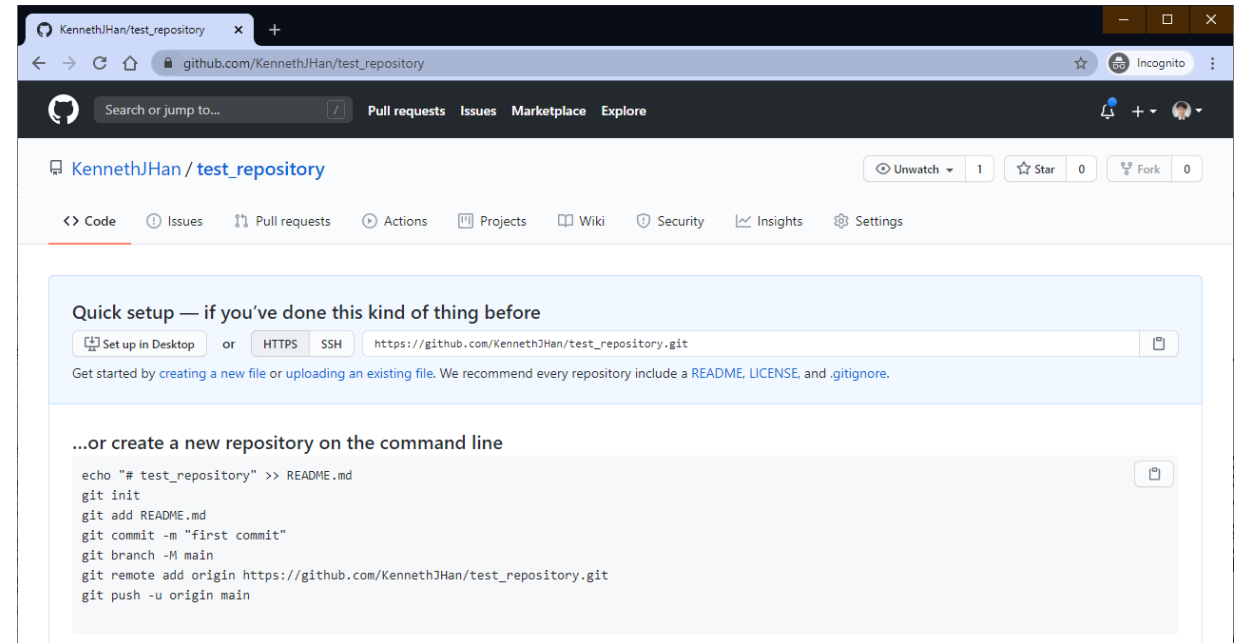 KennethJHan/test_repository
github.com/KennethJHan/test_repository
Incognito
Search or jump to...
/
Pull requests Issues Marketplace Explore
KennethJHan / test_repository
Unwatch 1 Star 0 Fork 0
<> Code Issues Pull requests Actions Projects Wiki Security Insights Settings
Quick setup — if you’ve done this kind of thing before
Set up in Desktop or HTTPS SSH https://github.com/KennethJHan/test_repository.git
Get started by creating a new file or uploading an existing file. We recommend every repository include a README, LICENSE, and .gitignore.
...or create a new repository on the command line
echo "# test_repository" >> README.md
git init
git add README.md
git commit -m "first commit"
git branch -M main
git remote add origin https://github.com/KennethJHan/test_repository.git
git push -u origin main